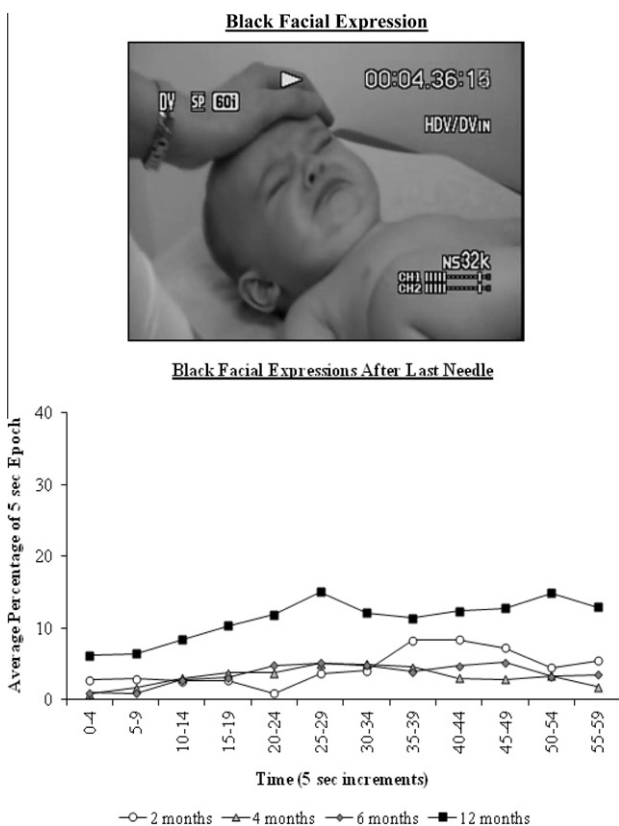 Black Facial Expression
00:04.36:15
DV SP 60i
HDV/DVIN
NS32k
CH1
CH2
Black Facial Expressions After Last Needle
Average Percentage of 5 sec Epoch
40
30
20
10
0
0-4 5-9 10-14 15-19 20-24 25-29 30-34 35-39 40-44 45-49 50-54 55-59
Time (5 sec increments)
2 months 4 months 6 months 12 months